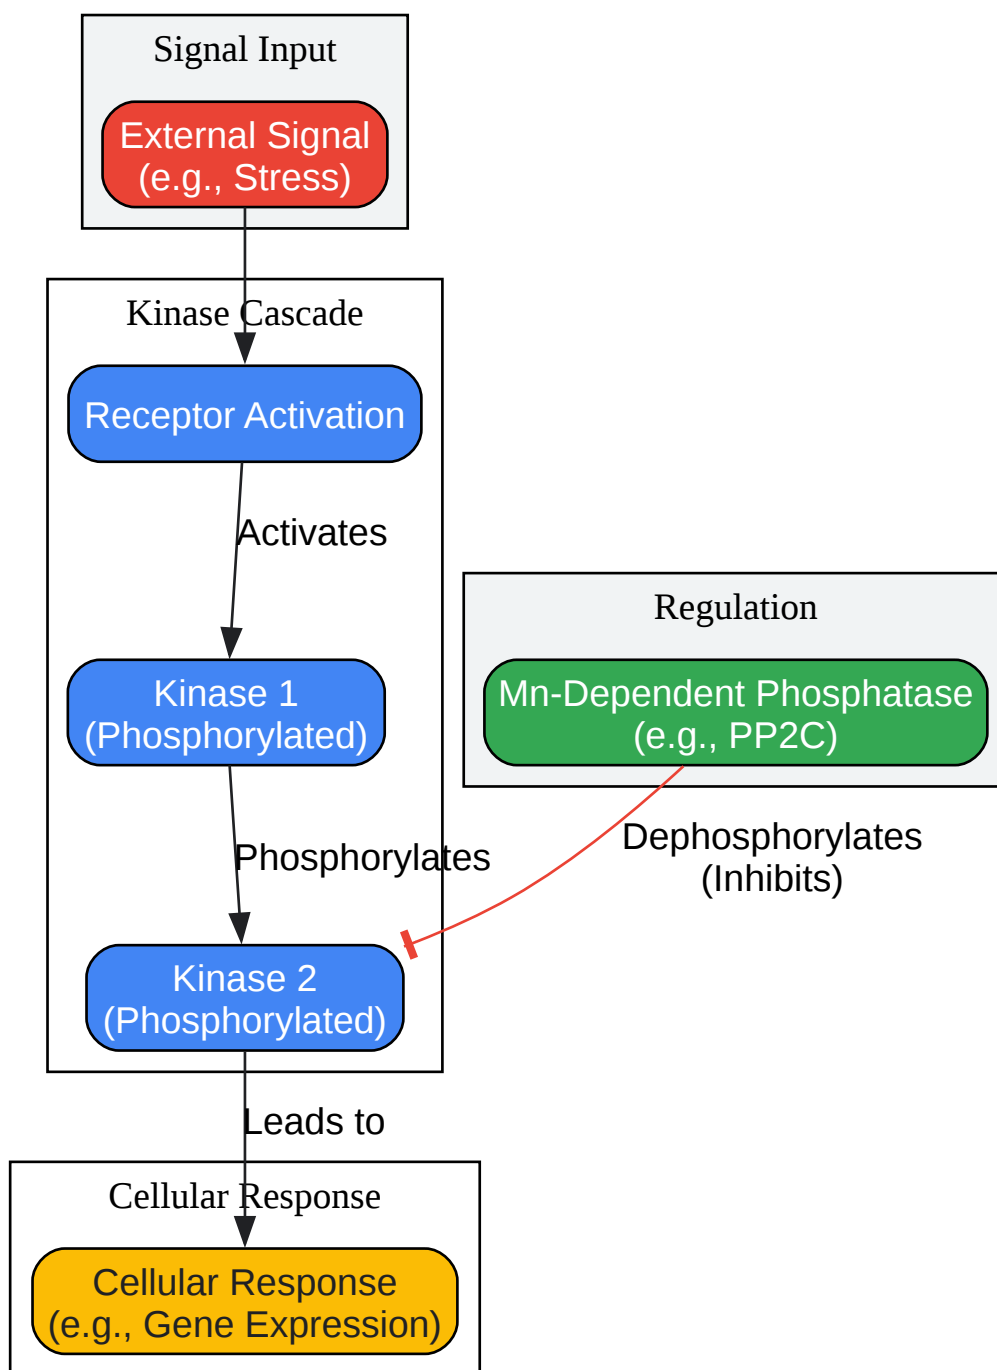 Signal Input
External Signal
(e.g., Stress)
Kinase Cascade
Receptor Activation
Activates
Regulation
Kinase 1
(Phosphorylated)
Mn-Dependent Phosphatase
(e.g., PP2C)
Phosphorylates
Dephosphorylates
(Inhibits)
Kinase 2
(Phosphorylated)
Leads to
Cellular Response
Cellular Response
(e.g., Gene Expression)